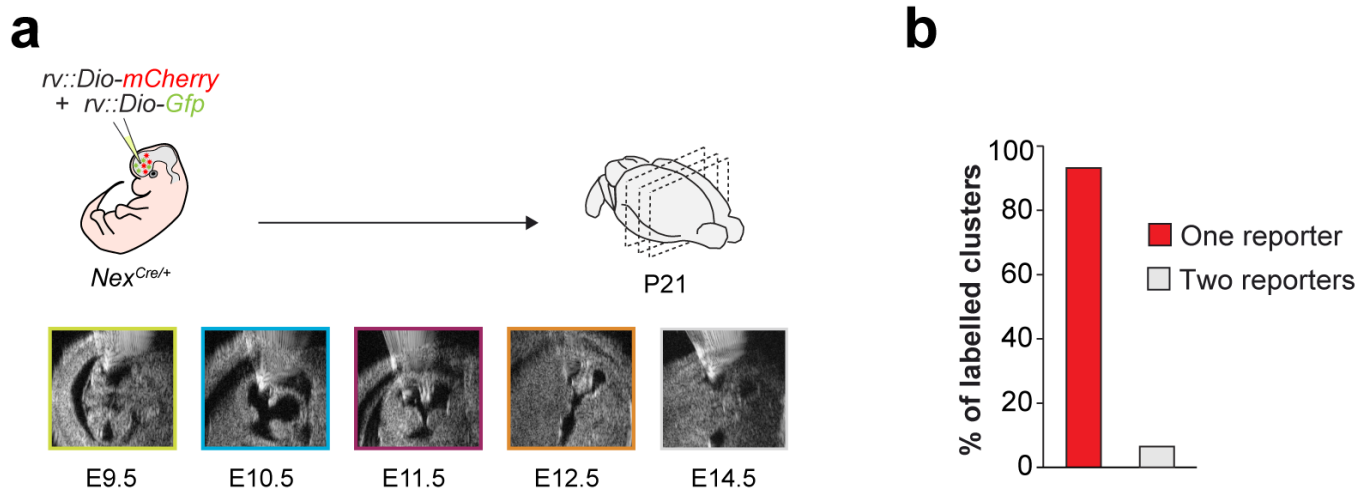 a
rv::Dio-mCherry
+ rv::Dio-Gfp
Nex^Cre/+
P21
E9.5 E10.5 E11.5 E12.5 E14.5
b
% of labelled clusters
100
80
60
40
20
0
One reporter
Two reporters